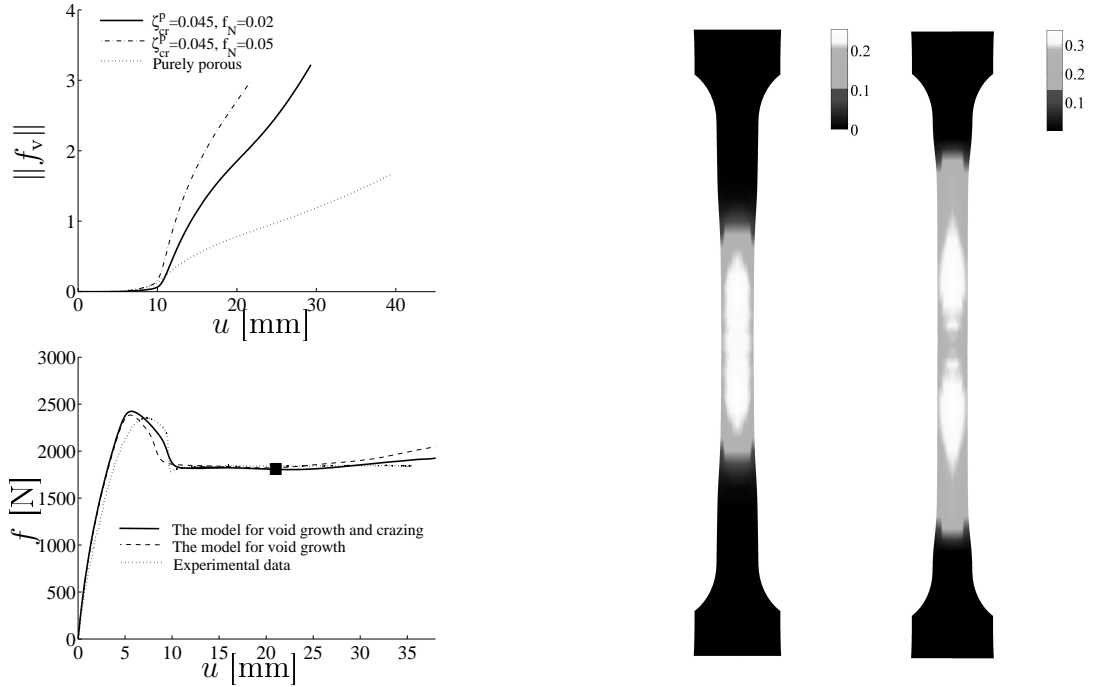 4
3
2
1
0
||f_v||
ζ^p_cr=0.045, f_N=0.02
ζ^p_cr=0.045, f_N=0.05
Purely porous
0 10 20 30 40
u [mm]
3000
2500
2000
1500
1000
500
0
f [N]
The model for void growth and crazing
The model for void growth
Experimental data
0 5 10 15 20 25 30 35
u [mm]
0.2
0.1
0
0.3
0.2
0.1